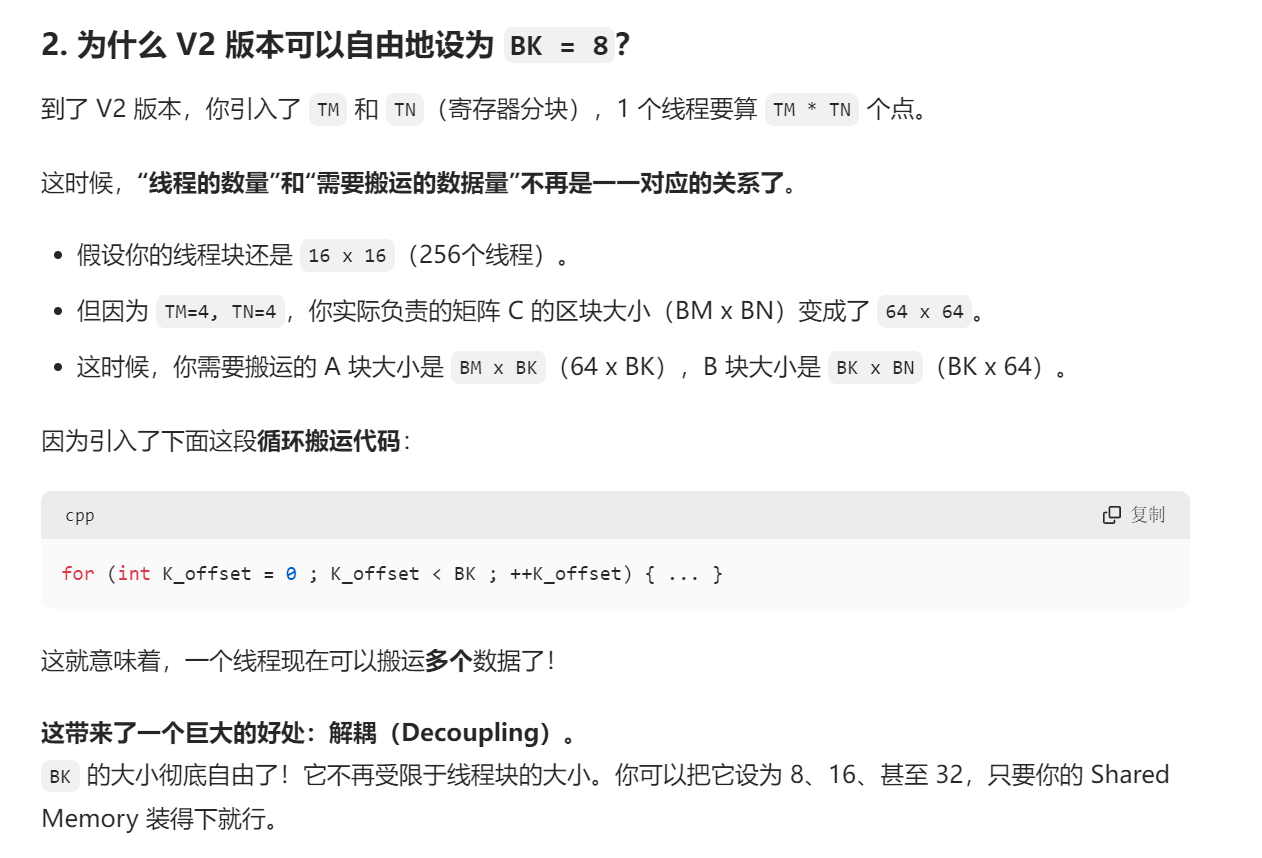 2. 为什么 V2 版本可以自由地设为 BK = 8?
到了 V2 版本，你引入了 TM 和 TN（寄存器分块），1 个线程要算 TM * TN 个点。
这时候，“线程的数量”和“需要搬运的数据量”不再是一一对应的关系了。
• 假设你的线程块还是 16 x 16（256个线程）。
• 但因为 TM=4, TN=4，你实际负责的矩阵 C 的区块大小（BM x BN）变成了 64 x 64。
• 这时候，你需要搬运的 A 块大小是 BM x BK（64 x BK），B 块大小是 BK x BN（BK x 64）。
因为引入了下面这段循环搬运代码：
cpp 复制
for (int K_offset = 0 ; K_offset < BK ; ++K_offset) { ... }
这就意味着，一个线程现在可以搬运多个数据了！
这带来了一个巨大的好处：解耦（Decoupling）。
BK 的大小彻底自由了！它不再受限于线程块的大小。你可以把它设为 8、16、甚至 32，只要你的 Shared
Memory 装得下就行。